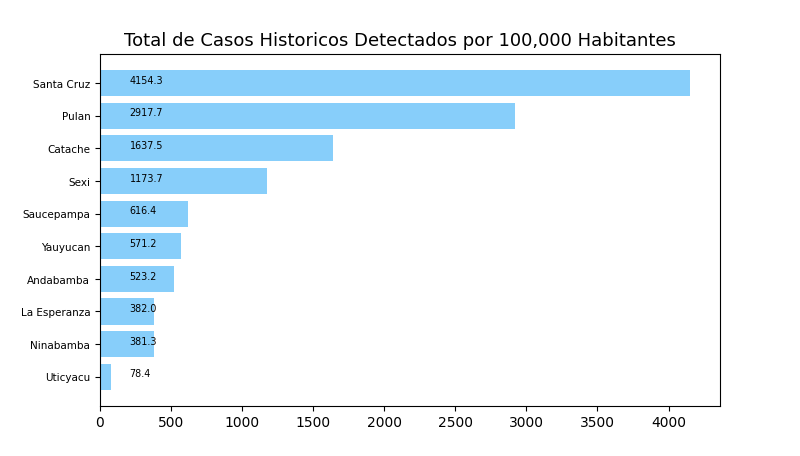 Total de Casos Historicos Detectados por 100,000 Habitantes
Santa Cruz 4154.3
Pulan 2917.7
Catache 1637.5
Sexi 1173.7
Saucepampa 616.4
Yauyucan 571.2
Andabamba 523.2
La Esperanza 382.0
Ninabamba 381.3
Uticyacu 78.4
0 500 1000 1500 2000 2500 3000 3500 4000